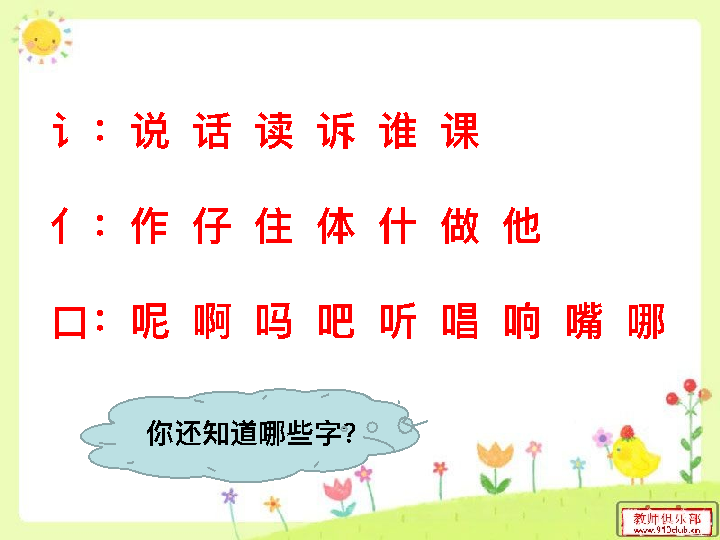 讠：说 话 读 诉 谁 课
亻：作 仔 住 体 什 做 他
口：呢 啊 吗 吧 听 唱 响 嘴 哪
你还知道哪些字？
教师俱乐部
www.910club.cn